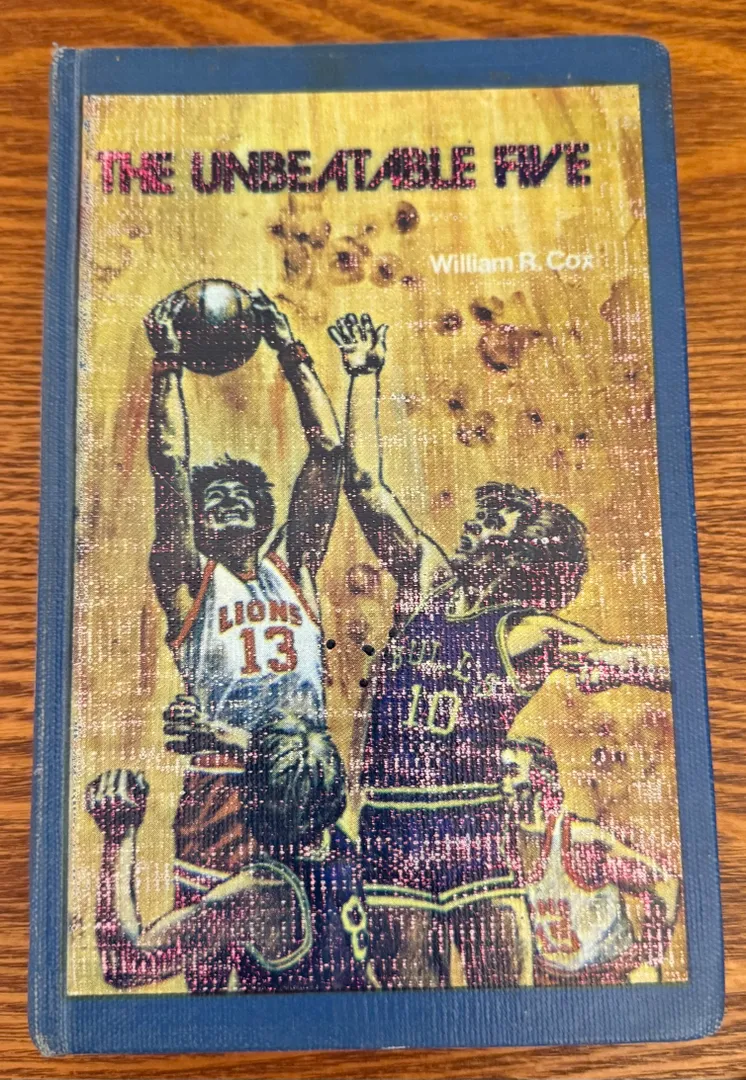 THE UNBEATABLE FIVE
William R. Cox
LIONS
13
10